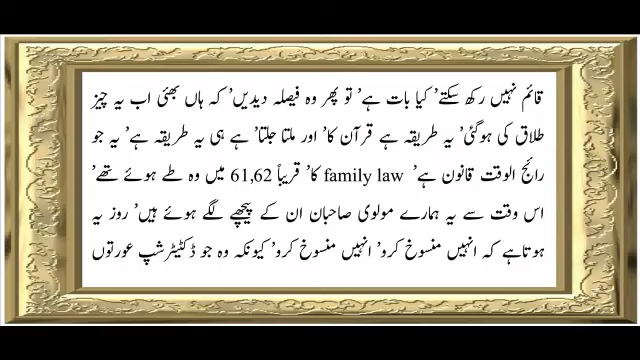 قائم نہیں رکھ سکتے’ کیا بات ہے’ تو پھر وہ فیصلہ دیدیں’ کہ ہاں بھئی اب یہ چیز
طلاق کی ہوگئی’ یہ طریقہ ہے قرآن کا’ اور ملتا جلتا’ ہے ہی یہ طریقہ ہے’ یہ جو
رائج الوقت قانون ہے’ family law کا’ قریباً 61,62 میں وہ طے ہوئے تھے’
اس وقت سے یہ ہمارے مولوی صاحبان ان کے پیچھے لگے ہوئے ہیں’ روز یہ
ہوتاہے کہ انہیں منسوخ کرو’ انہیں منسوخ کرو’ کیونکہ وہ جو ڈکٹیٹرشپ عورتوں